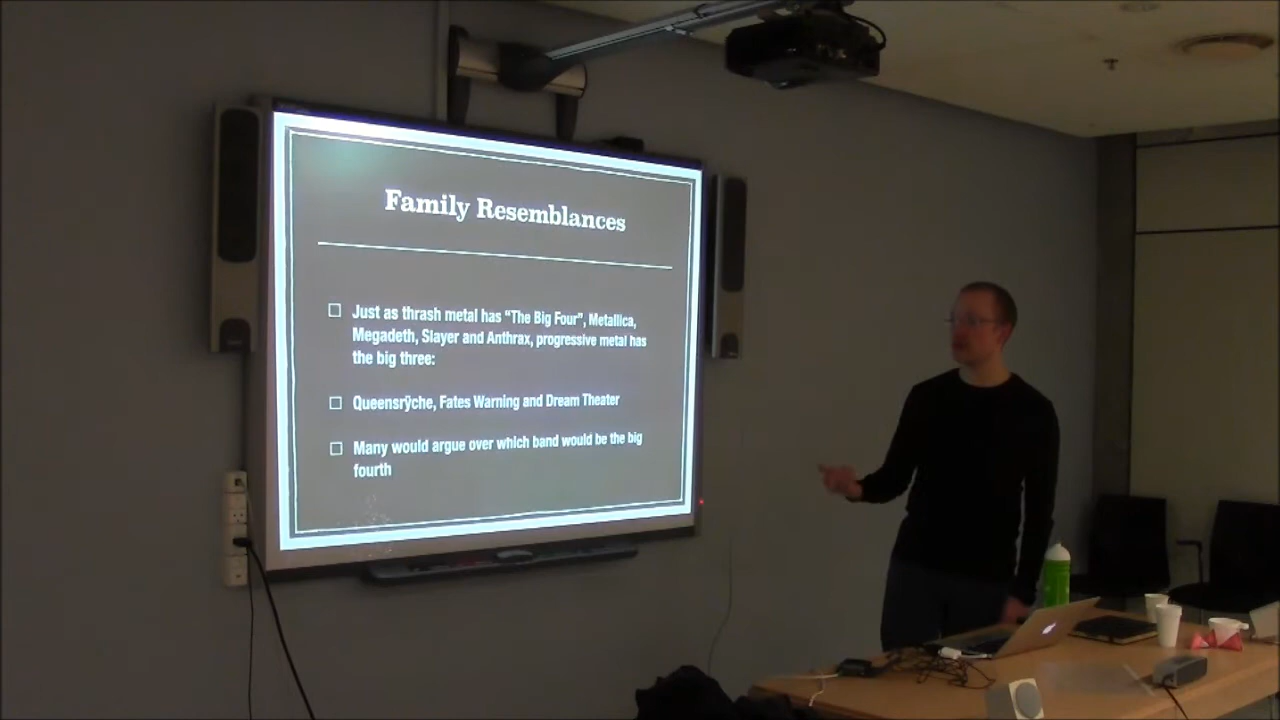 Family Resemblances
Just as thrash metal has “The Big Four”, Metallica,
Megadeth, Slayer and Anthrax, progressive metal has
the big three:
Queensrÿche, Fates Warning and Dream Theater
Many would argue over which band would be the big
fourth